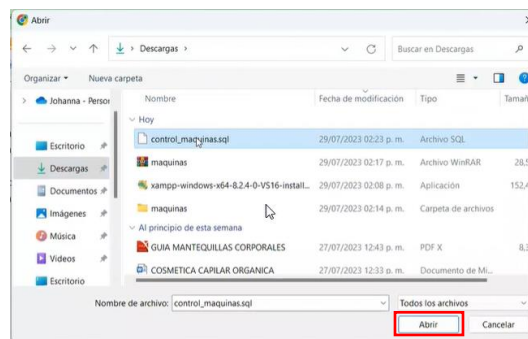 Abrir
Descargas
Buscar en Descargas
Organizar
Nueva carpeta
Johanna - Person
Nombre
Fecha de modificación
Tipo
Tamañ
Hoy
control_maquinas.sql
29/07/2023 02:23 p. m.
Archivo SQL
Escritorio
maquinas
29/07/2023 02:17 p. m.
Archivo WinRAR
28,5
Descargas
xampp-windows-x64-8.2.4-0-VS16-install...
29/07/2023 02:08 p. m.
Aplicación
152,4
Documentos
maquinas
29/07/2023 02:14 p. m.
Carpeta de archivos
Imágenes
Al principio de esta semana
Música
GUIA MANTEQUILLAS CORPORALES
27/07/2023 12:43 p. m.
PDF X
8,3
Videos
COSMETICA CAPILAR ORGANICA
27/07/2023 12:33 p. m.
Documento de Mi...
Escritorio
Nombre de archivo:
control_maquinas.sql
Todos los archivos
Abrir
Cancelar